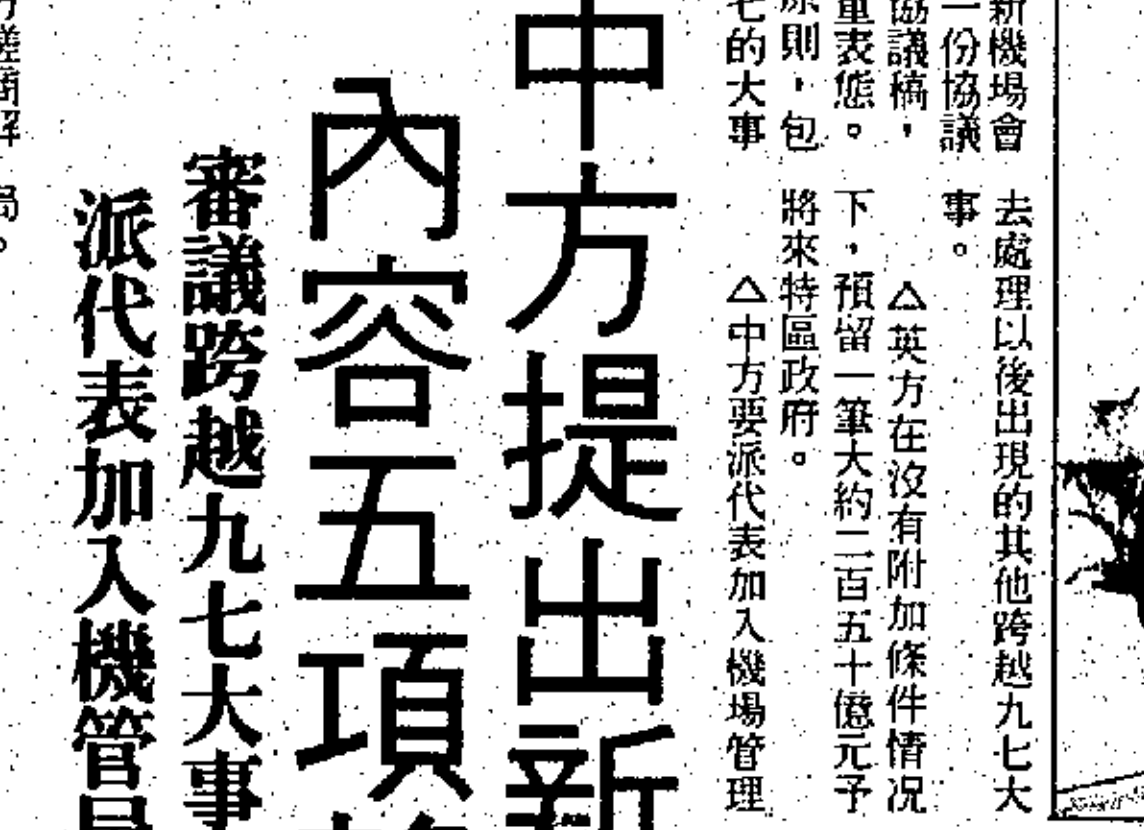 新機場會
一份協議
協議稿，
重表態。
原則，包
七的大事
去處理以後出現的其他跨越九七大
事。
△英方在沒有附加條件情况
下，預留一筆大約二百五十億元予
將來特區政府。
△中方要派代表加入機場管理
中方提出新
內容五項
審議跨越九七大事
派代表加入機管局
局。